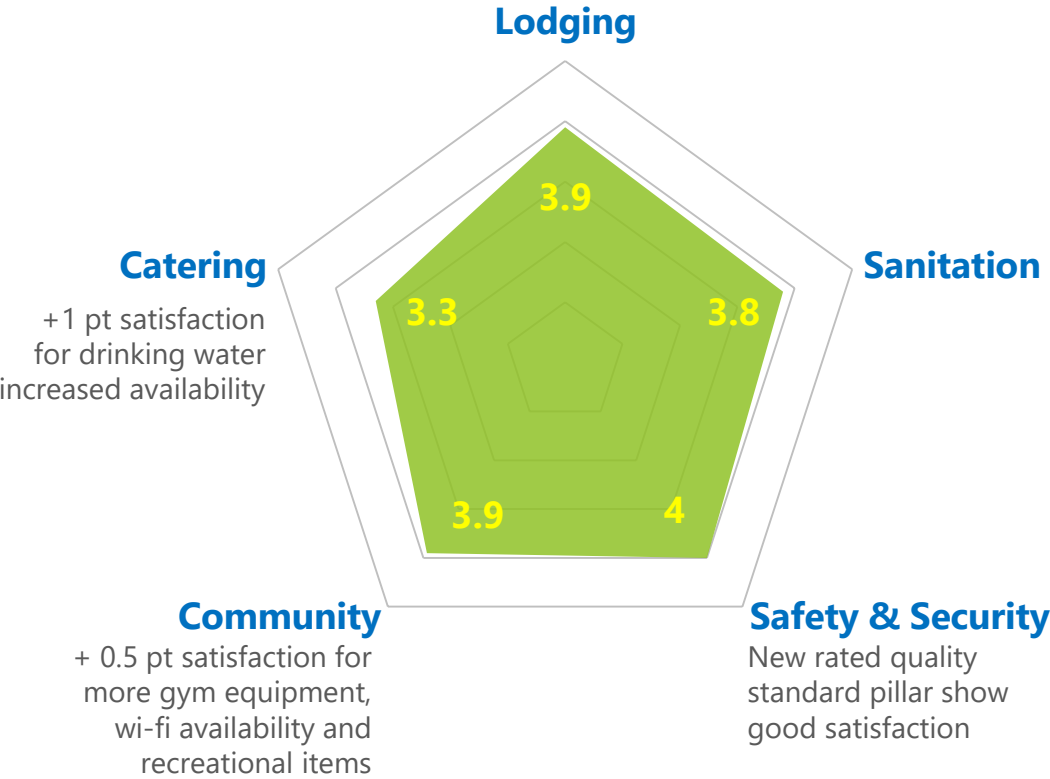 Lodging
3.9
Catering
Sanitation
+1 pt satisfaction
for drinking water
increased availability
3.3
3.8
3.9
4
Community
+ 0.5 pt satisfaction for
more gym equipment,
wi-fi availability and
recreational items
Safety & Security
New rated quality
standard pillar show
good satisfaction